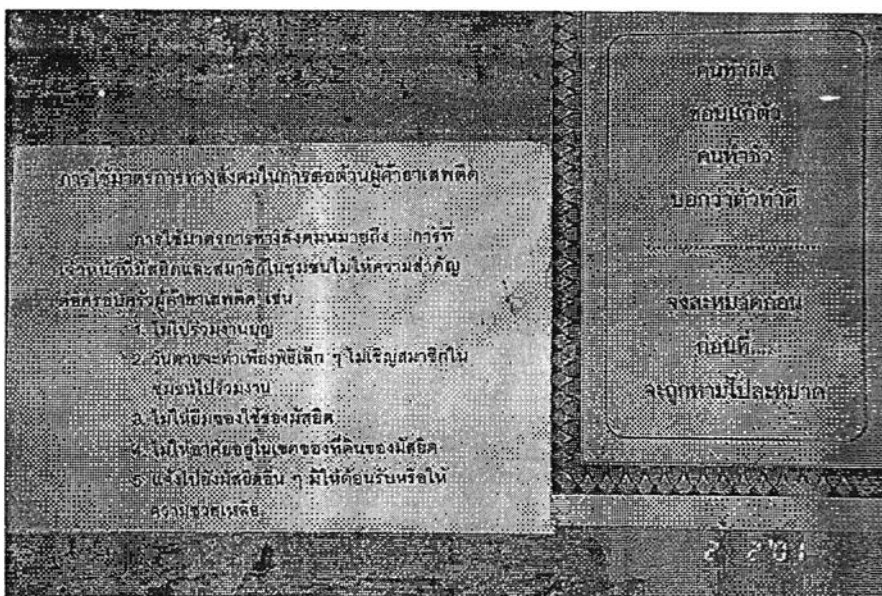 การใช้มาตรการทางสังคมในการต่อต้านผู้ค้ายาเสพติด
การใช้มาตรการทางสังคมหมายถึง การที่
เจ้าหน้าที่มัสยิดและสมาชิกในชุมชนไม่ให้ความสำคัญ
ต่อครอบครัวผู้ค้ายาเสพติด เช่น
1. ไม่ไปร่วมงานบุญ
2. วันตายจะทำเพียงพิธีเล็ก ๆ ไม่เชิญสมาชิกใน
ชุมชนไปร่วมงาน
3. ไม่ให้ยืมของใช้ของมัสยิด
4. ไม่ให้อาศัยอยู่ในเขตของที่ดินของมัสยิด
5. แจ้งไปยังมัสยิดอื่น ๆ มิให้ต้อนรับหรือให้
ความช่วยเหลือ
คนทำผิด
ชอบแก้ตัว
คนทำชั่ว
บอกว่าตัวทำดี
จงละหมาดก่อน
ก่อนที่....
จะถูกหามไปละหมาด
2 2'01